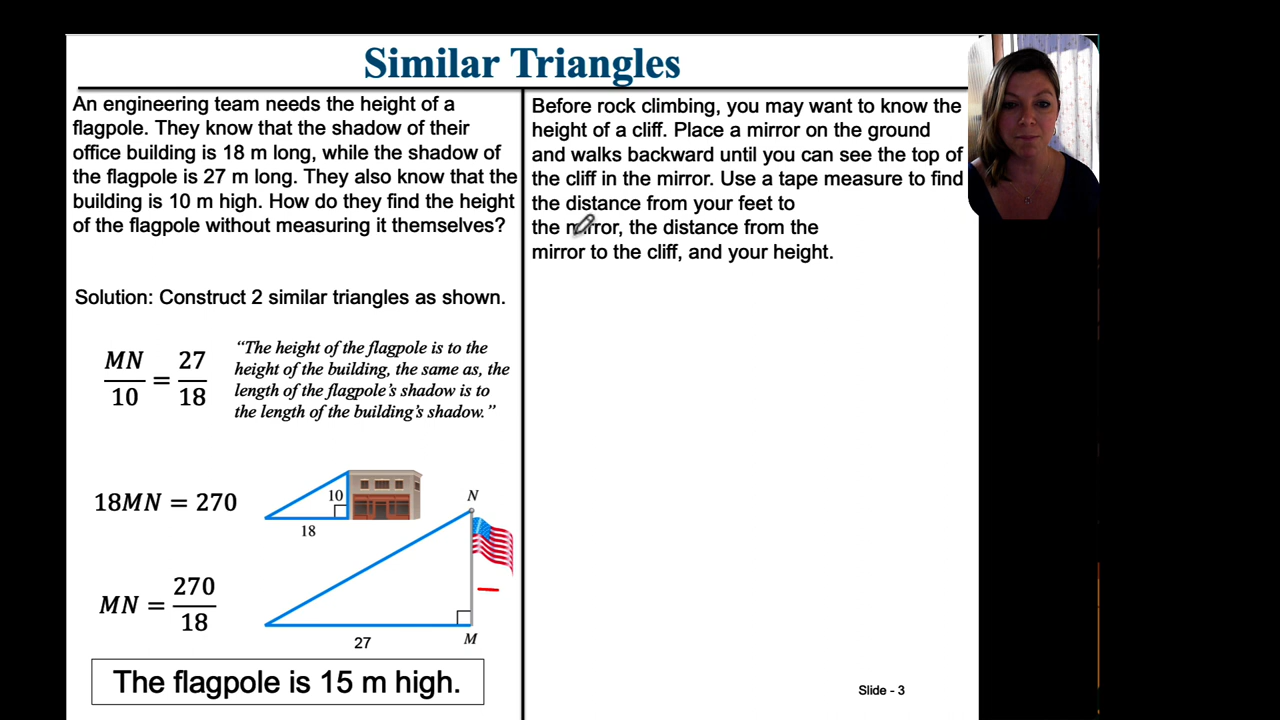 Similar Triangles
An engineering team needs the height of a
flagpole. They know that the shadow of their
office building is 18 m long, while the shadow of
the flagpole is 27 m long. They also know that the
building is 10 m high. How do they find the height
of the flagpole without measuring it themselves?
Solution: Construct 2 similar triangles as shown.
MN/10 = 27/18
“The height of the flagpole is to the
height of the building, the same as, the
length of the flagpole’s shadow is to
the length of the building’s shadow.”
18MN = 270
10
18
N
MN = 270/18
27
M
The flagpole is 15 m high.
Before rock climbing, you may want to know the
height of a cliff. Place a mirror on the ground
and walks backward until you can see the top of
the cliff in the mirror. Use a tape measure to find
the distance from your feet to
the mirror, the distance from the
mirror to the cliff, and your height.
Slide - 3